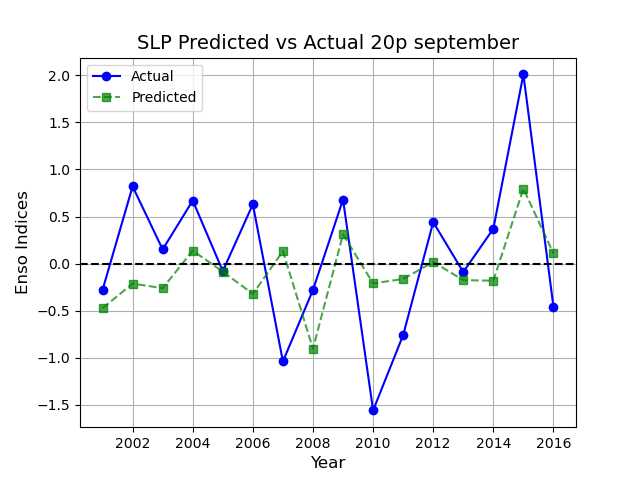 SLP Predicted vs Actual 20p september
Actual
Predicted
2.0
1.5
1.0
0.5
0.0
−0.5
−1.0
−1.5
Enso Indices
2002 2004 2006 2008 2010 2012 2014 2016
Year